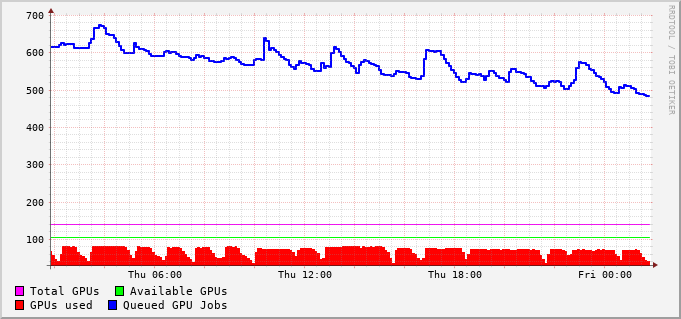 700
600
500
400
300
200
100
Thu 06:00 Thu 12:00 Thu 18:00 Fri 00:00
Total GPUs Available GPUs
GPUs used Queued GPU Jobs
RRDTOOL / TOBI OETIKER